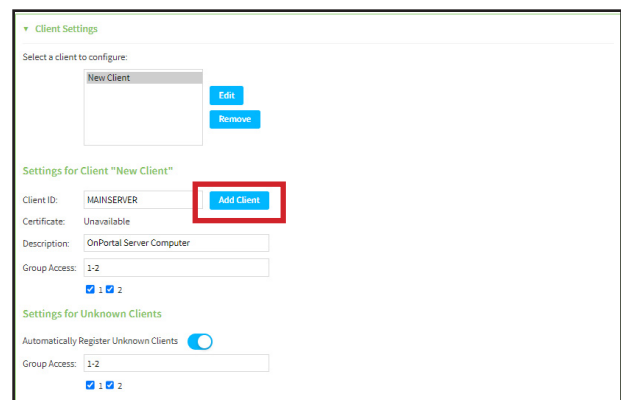 Client Settings
Select a client to configure:
New Client
Edit
Remove
Settings for Client "New Client"
Client ID: MAINSERVER Add Client
Certificate: Unavailable
Description: OnPortal Server Computer
Group Access: 1-2
1 2
Settings for Unknown Clients
Automatically Register Unknown Clients
Group Access: 1-2
1 2